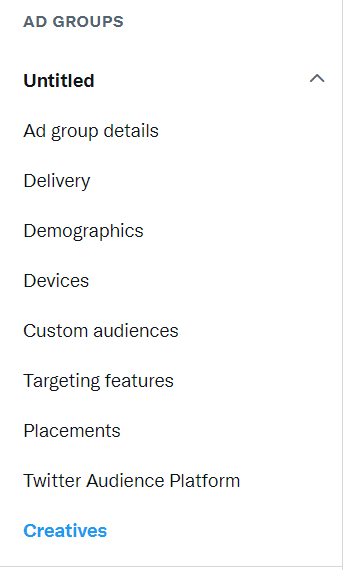 AD GROUPS
Untitled
Ad group details
Delivery
Demographics
Devices
Custom audiences
Targeting features
Placements
Twitter Audience Platform
Creatives